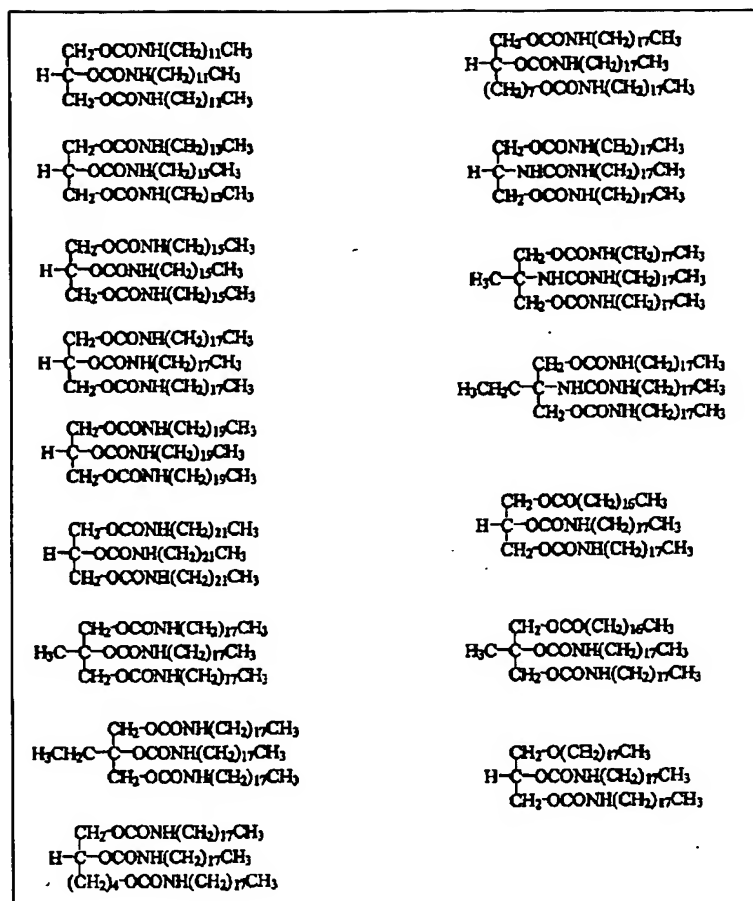 CH₂-OCONH(CH₂)₁₁CH₃
H-C-OCONH(CH₂)₁₁CH₃
CH₂-OCONH(CH₂)₁₁CH₃
CH₂-OCONH(CH₂)₁₃CH₃
H-C-OCONH(CH₂)₁₃CH₃
CH₂-OCONH(CH₂)₁₃CH₃
CH₂-OCONH(CH₂)₁₅CH₃
H-C-OCONH(CH₂)₁₅CH₃
CH₂-OCONH(CH₂)₁₅CH₃
CH₂-OCONH(CH₂)₁₇CH₃
H-C-OCONH(CH₂)₁₇CH₃
CH₂-OCONH(CH₂)₁₇CH₃
CH₂-OCONH(CH₂)₁₉CH₃
H-C-OCONH(CH₂)₁₉CH₃
CH₂-OCONH(CH₂)₁₉CH₃
CH₂-OCONH(CH₂)₂₁CH₃
H-C-OCONH(CH₂)₂₁CH₃
CH₂-OCONH(CH₂)₂₁CH₃
CH₂-OCONH(CH₂)₁₇CH₃
H₃C-C-OCONH(CH₂)₁₇CH₃
CH₂-OCONH(CH₂)₁₇CH₃
CH₂-OCONH(CH₂)₁₇CH₃
H₃CH₂C-C-OCONH(CH₂)₁₇CH₃
CH₂-OCONH(CH₂)₁₇CH₃
CH₂-OCONH(CH₂)₁₇CH₃
H-C-OCONH(CH₂)₁₇CH₃
(CH₂)₄-OCONH(CH₂)₁₇CH₃
CH₂-OCONH(CH₂)₁₇CH₃
H-C-OCONH(CH₂)₁₇CH₃
(CH₂)₇-OCONH(CH₂)₁₇CH₃
CH₂-OCONH(CH₂)₁₇CH₃
H-C-NHCONH(CH₂)₁₇CH₃
CH₂-OCONH(CH₂)₁₇CH₃
CH₂-OCONH(CH₂)₁₇CH₃
H₃C-C-NHCONH(CH₂)₁₇CH₃
CH₂-OCONH(CH₂)₁₇CH₃
CH₂-OCONH(CH₂)₁₇CH₃
H₃CH₂C-C-NHCONH(CH₂)₁₇CH₃
CH₂-OCONH(CH₂)₁₇CH₃
CH₂-OCO(CH₂)₁₆CH₃
H-C-OCONH(CH₂)₁₇CH₃
CH₂-OCONH(CH₂)₁₇CH₃
CH₂-OCO(CH₂)₁₆CH₃
H₃C-C-OCONH(CH₂)₁₇CH₃
CH₂-OCONH(CH₂)₁₇CH₃
CH₂-O(CH₂)₁₇CH₃
H-C-OCONH(CH₂)₁₇CH₃
CH₂-OCONH(CH₂)₁₇CH₃